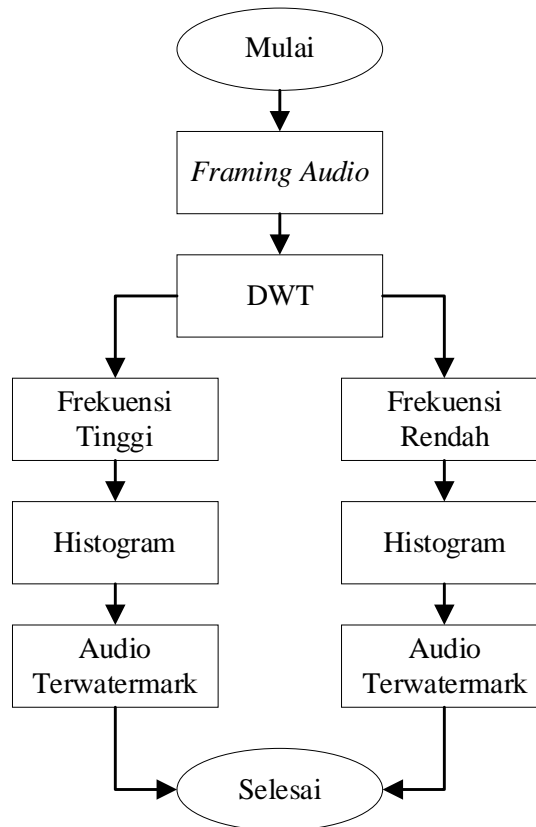 Mulai
Framing Audio
DWT
Frekuensi
Tinggi
Frekuensi
Rendah
Histogram
Histogram
Audio
Terwatermark
Audio
Terwatermark
Selesai